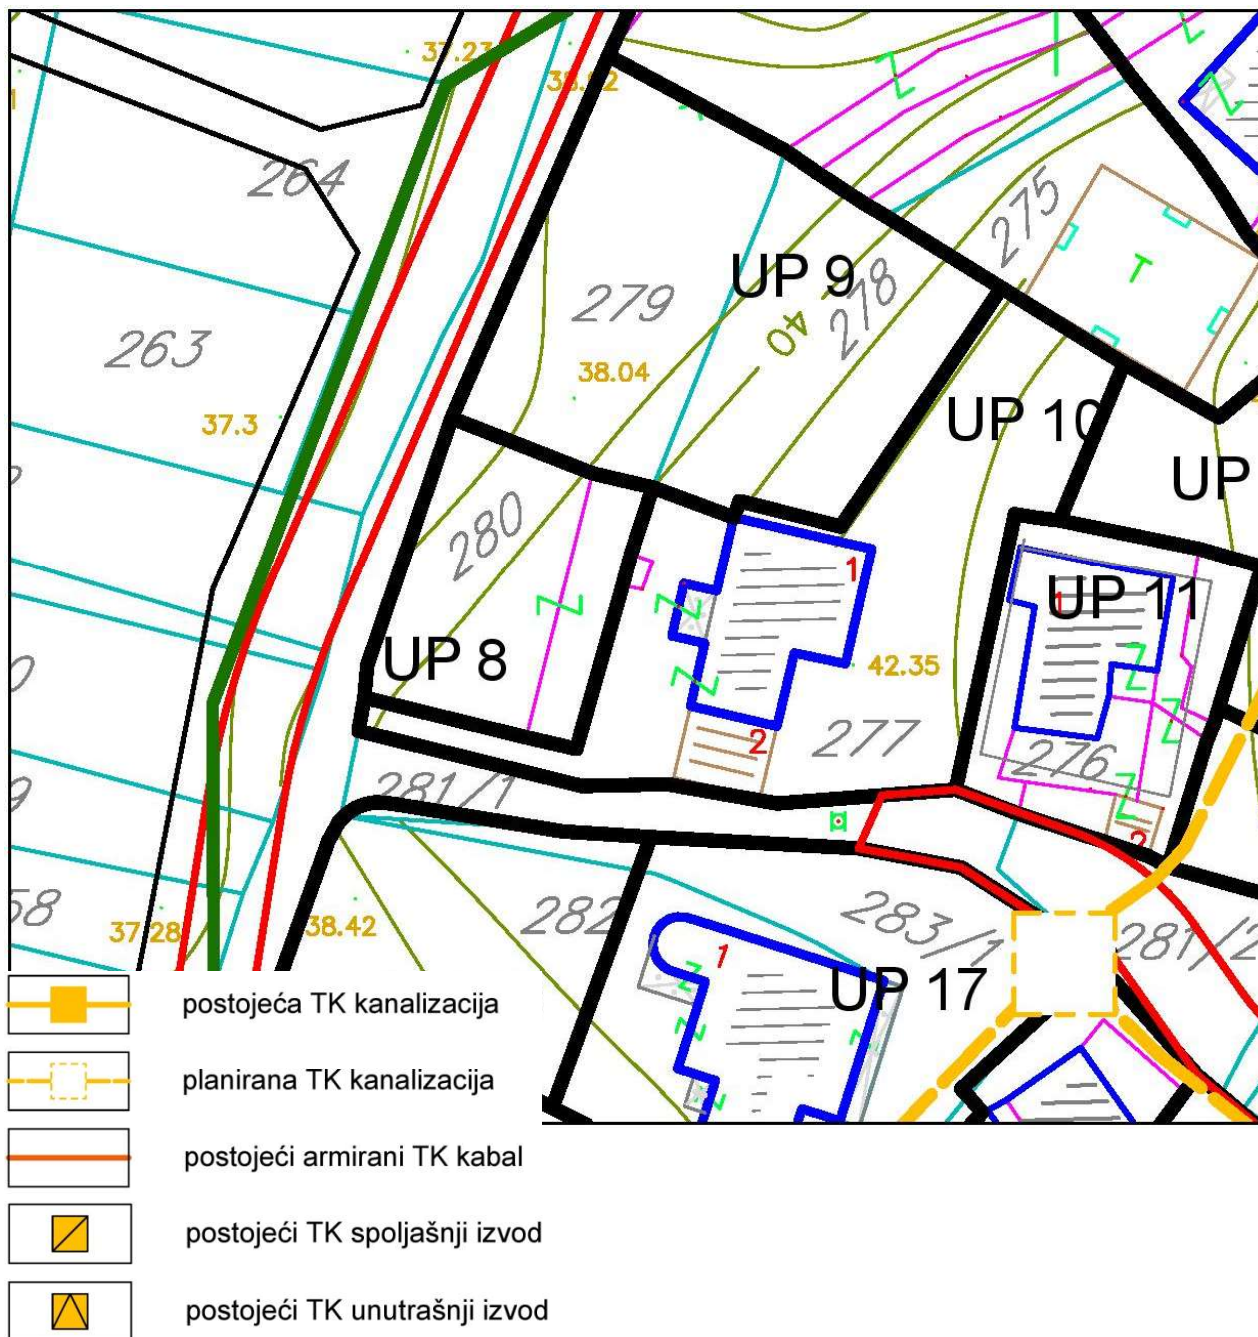 37.23
38.92
264
275
UP 9
279
278
40
263
38.04
37.3
UP 10
UP
280
1
UP 11
1
UP 8
42.35
2
277
276
281/1
2
282
283/1
281/2
37.28
38.42
1
UP 17
postojeća TK kanalizacija
planirana TK kanalizacija
postojeći armirani TK kabal
postojeći TK spoljašnji izvod
postojeći TK unutrašnji izvod